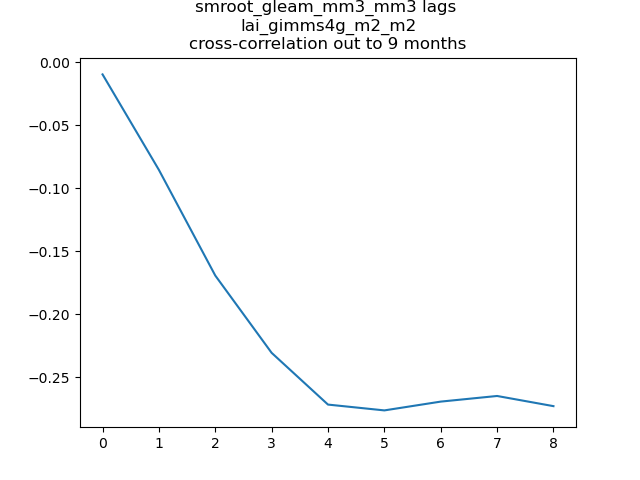 smroot_gleam_mm3_mm3 lags
lai_gimms4g_m2_m2
cross-correlation out to 9 months
0.00
−0.05
−0.10
−0.15
−0.20
−0.25
0 1 2 3 4 5 6 7 8